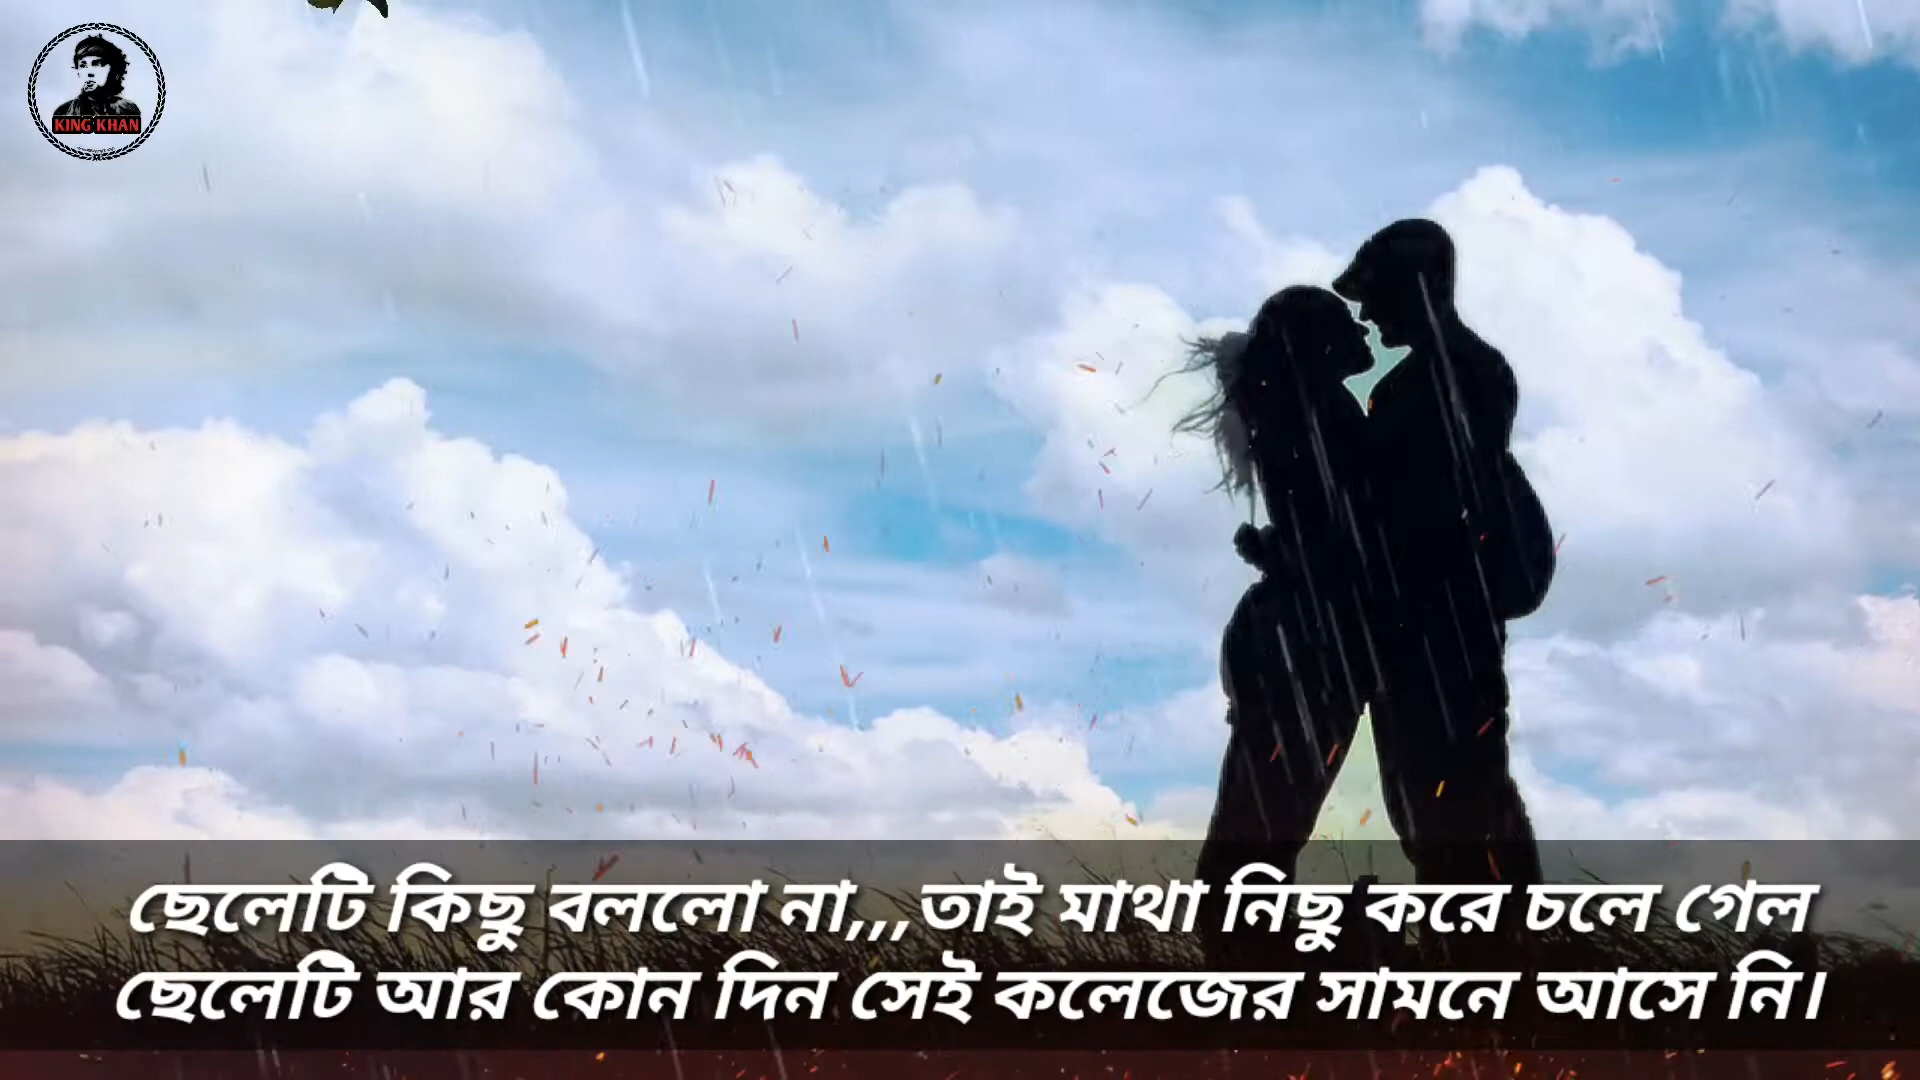 KING KHAN
ছেলেটি কিছু বললো না,,,তাই মাথা নিছু করে চলে গেল
ছেলেটি আর কোন দিন সেই কলেজের সামনে আসে নি।